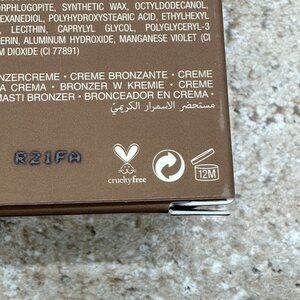 ORPHLOGOPITE, SYNTHETIC WAX, OCTYLDODECANOL,
HEXANEDIOL, POLYHYDROXYSTEARIC ACID, ETHYLHEXYL
, LECITHIN, CAPRYLYL GLYCOL, POLYGLYCERYL-3
ERIN, ALUMINUM HYDROXIDE, MANGANESE VIOLET (CI
M DIOXIDE (CI 77891)
NZERCREME • CREME BRONZANTE • CREME
A CREMA • BRONZER W KREMIE • CREME
MASTI BRONZER • BRONCEADOR EN CREMA •
مستحضر الاسمرار الكريمي
R21FA
crueltyfree
12M